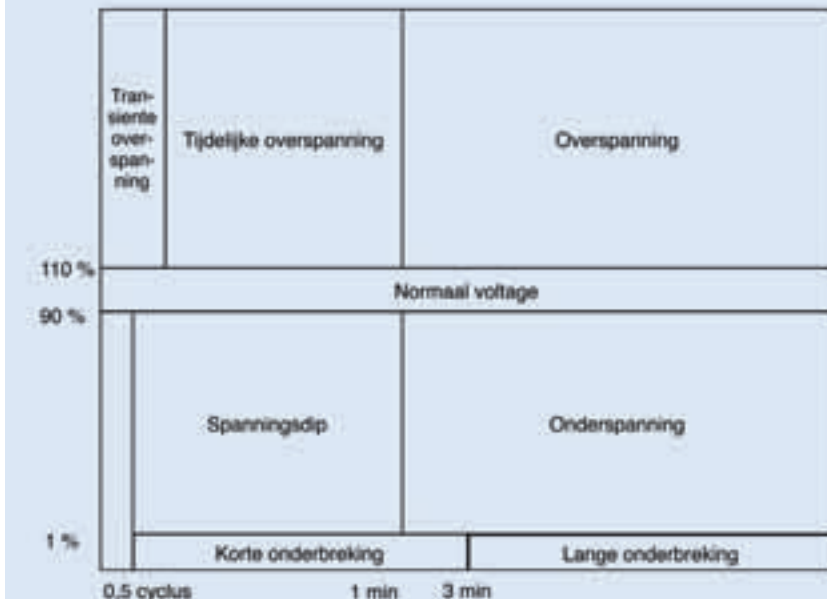 Tran-
siente
over-
span-
ning
Tijdelijke overspanning
Overspanning
110 %
Normaal voltage
90 %
Spanningsdip
Onderspanning
1 %
Korte onderbreking
Lange onderbreking
0,5 cyclus
1 min
3 min